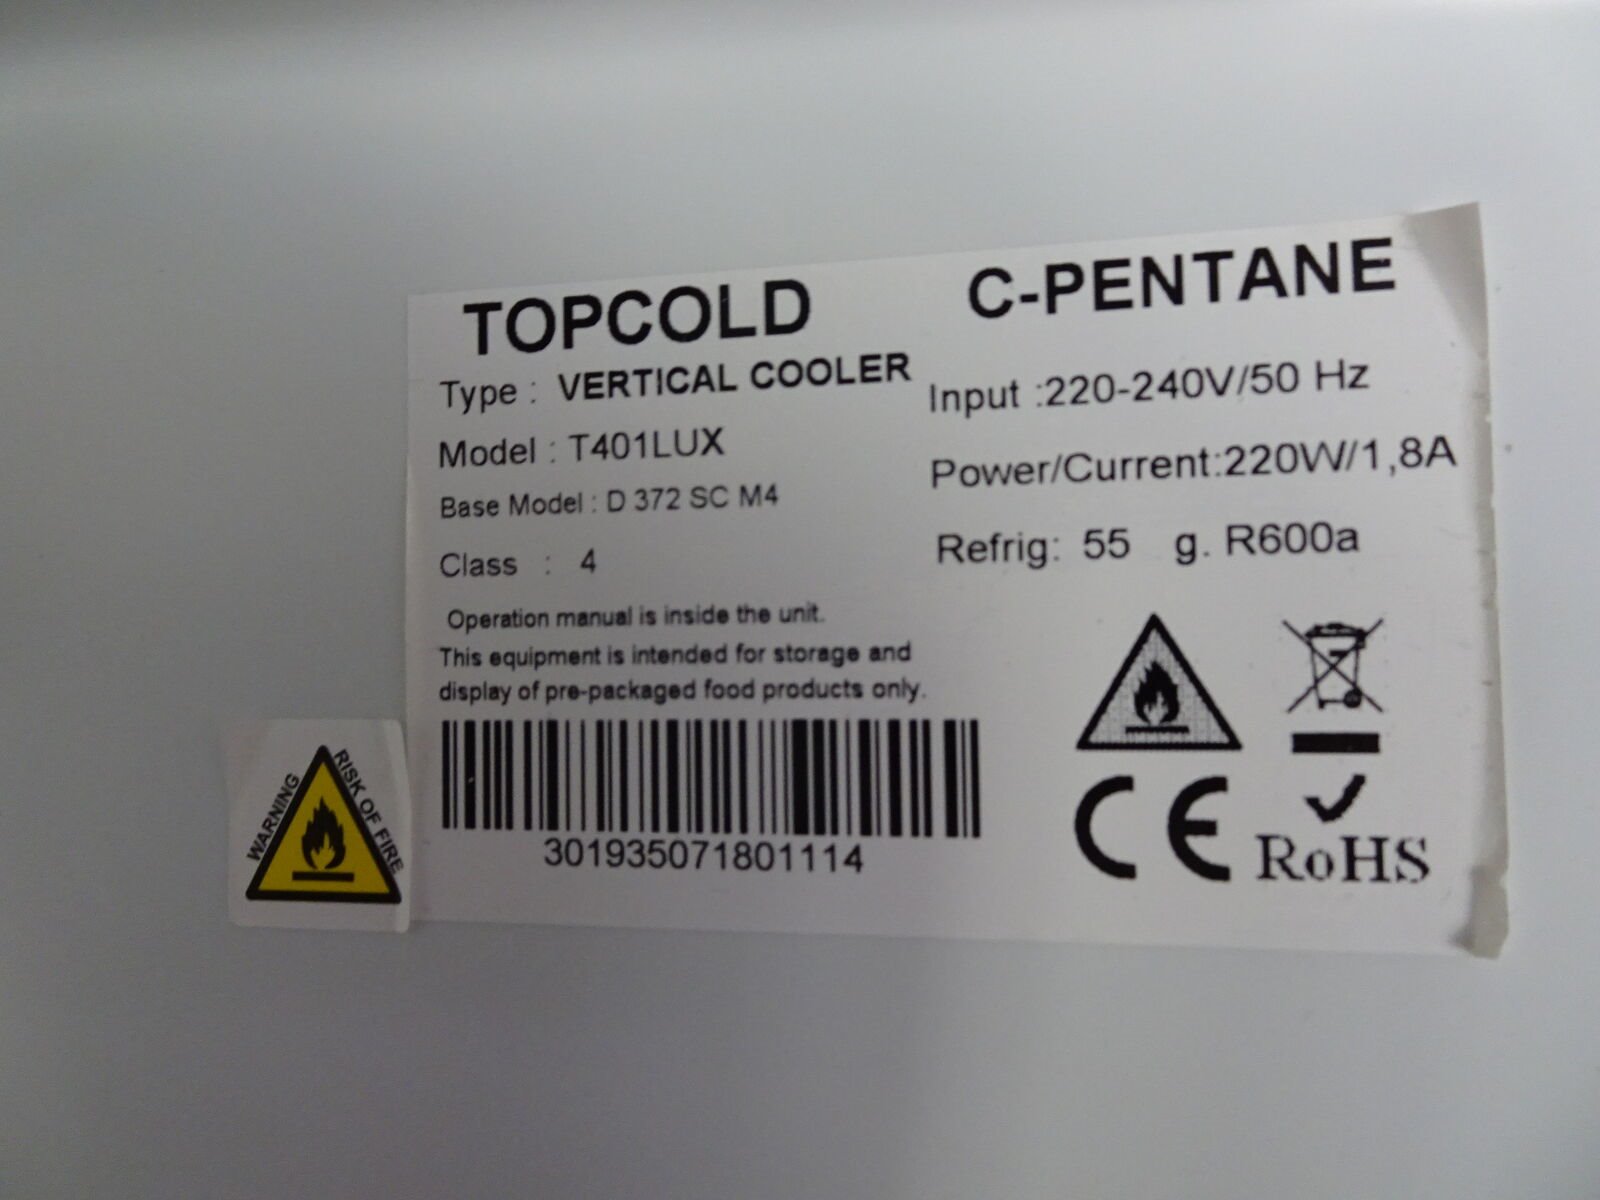 TOPCOLD
Type : VERTICAL COOLER
Model : T401LUX
Base Model : D 372 SC M4
Class : 4
Operation manual is inside the unit.
This equipment is intended for storage and
display of pre-packaged food products only.
301935071801114
C-PENTANE
Input :220-240V/50 Hz
Power/Current:220W/1,8A
Refrig: 55 g. R600a
CE
RoHS
WARNING
RISK OF FIRE